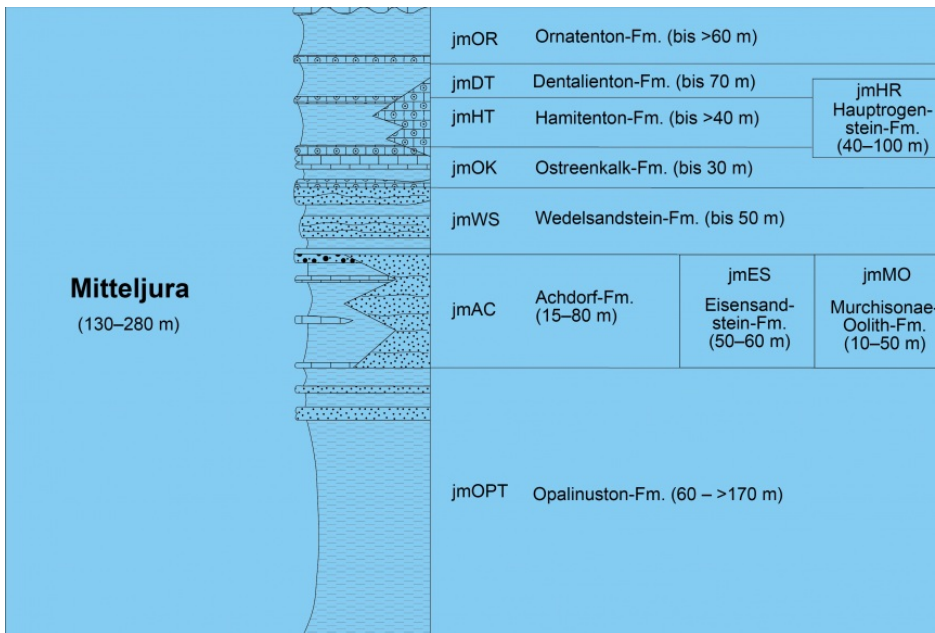 Mitteljura
(130–280 m)
jmOR Ornatenton-Fm. (bis >60 m)
jmDT Dentalienton-Fm. (bis 70 m)
jmHT Hamitenton-Fm. (bis >40 m)
jmHR
Hauptrogen-
stein-Fm.
(40–100 m)
jmOK Ostreenkalk-Fm. (bis 30 m)
jmWS Wedelsandstein-Fm. (bis 50 m)
jmAC Achdorf-Fm.
(15–80 m)
jmES
Eisensand-
stein-Fm.
(50–60 m)
jmMO
Murchisonae-
Oolith-Fm.
(10–50 m)
jmOPT Opalinuston-Fm. (60 – >170 m)